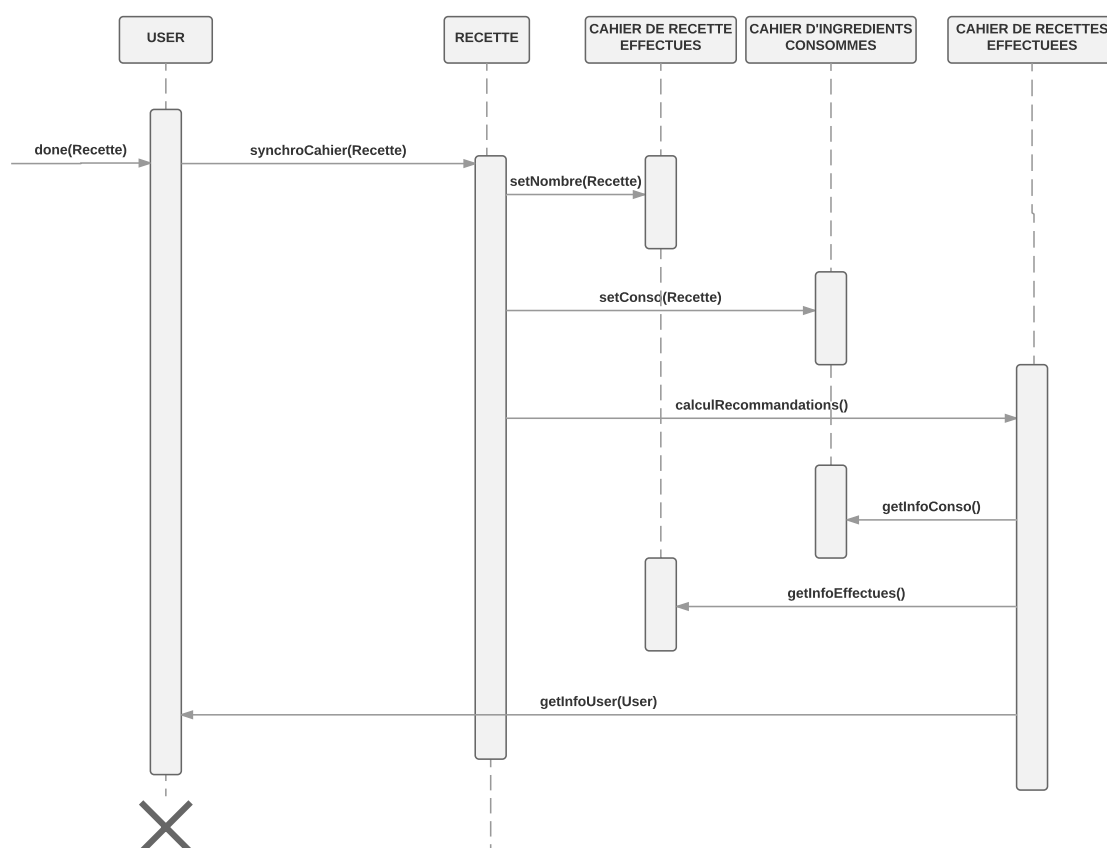 USER
RECETTE
CAHIER DE RECETTE
EFFECTUES
CAHIER D'INGREDIENTS
CONSOMMES
CAHIER DE RECETTES
EFFECTUEES
done(Recette)
synchroCahier(Recette)
setNombre(Recette)
setConso(Recette)
calculRecommandations()
getInfoConso()
getInfoEffectues()
getInfoUser(User)